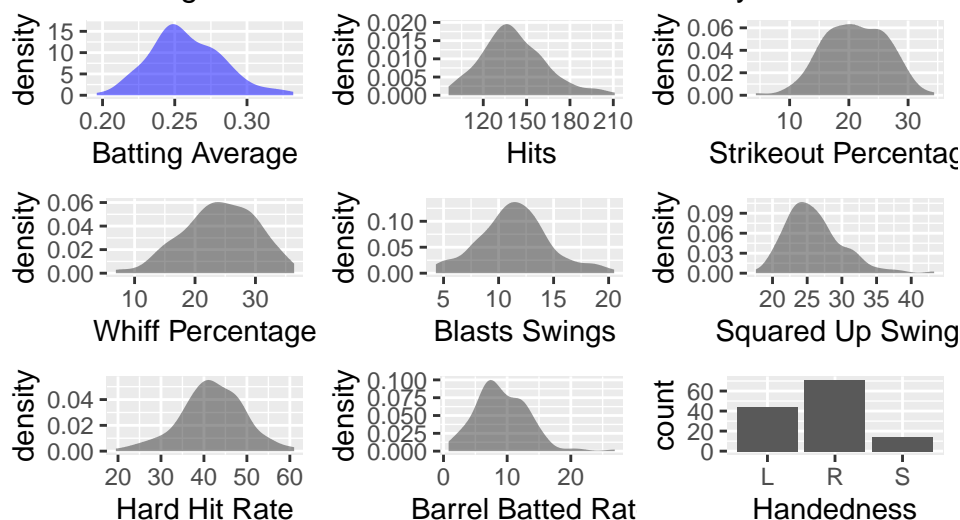 density
15
10
5
0
0.20 0.25 0.30
Batting Average
density
0.020
0.015
0.010
0.005
0.000
120 150 180 210
Hits
density
0.06
0.04
0.02
0.00
10 20 30
Strikeout Percentag
density
0.06
0.04
0.02
0.00
10 20 30
Whiff Percentage
density
0.10
0.05
0.00
5 10 15 20
Blasts Swings
density
0.09
0.06
0.03
0.00
20 25 30 35 40
Squared Up Swing
density
0.04
0.02
0.00
20 30 40 50 60
Hard Hit Rate
density
0.100
0.075
0.050
0.025
0.000
0 10 20
Barrel Batted Rat
count
60
40
20
0
L R S
Handedness